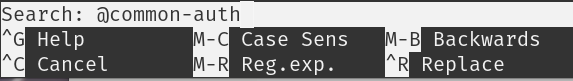 Search: @common-auth
^G Help M-C Case Sens M-B Backwards
^C Cancel M-R Reg.exp. ^R Replace